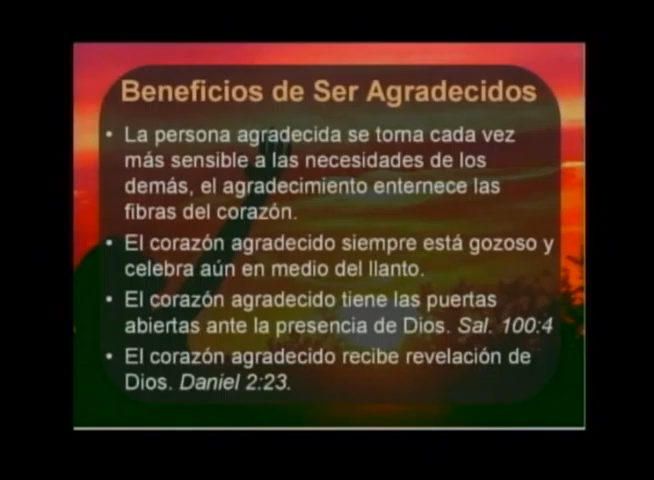 Beneficios de Ser Agradecidos
• La persona agradecida se torna cada vez
más sensible a las necesidades de los
demás, el agradecimiento enternece las
fibras del corazón.
• El corazón agradecido siempre está gozoso y
celebra aún en medio del llanto.
• El corazón agradecido tiene las puertas
abiertas ante la presencia de Dios. Sal. 100:4
• El corazón agradecido recibe revelación de
Dios. Daniel 2:23.